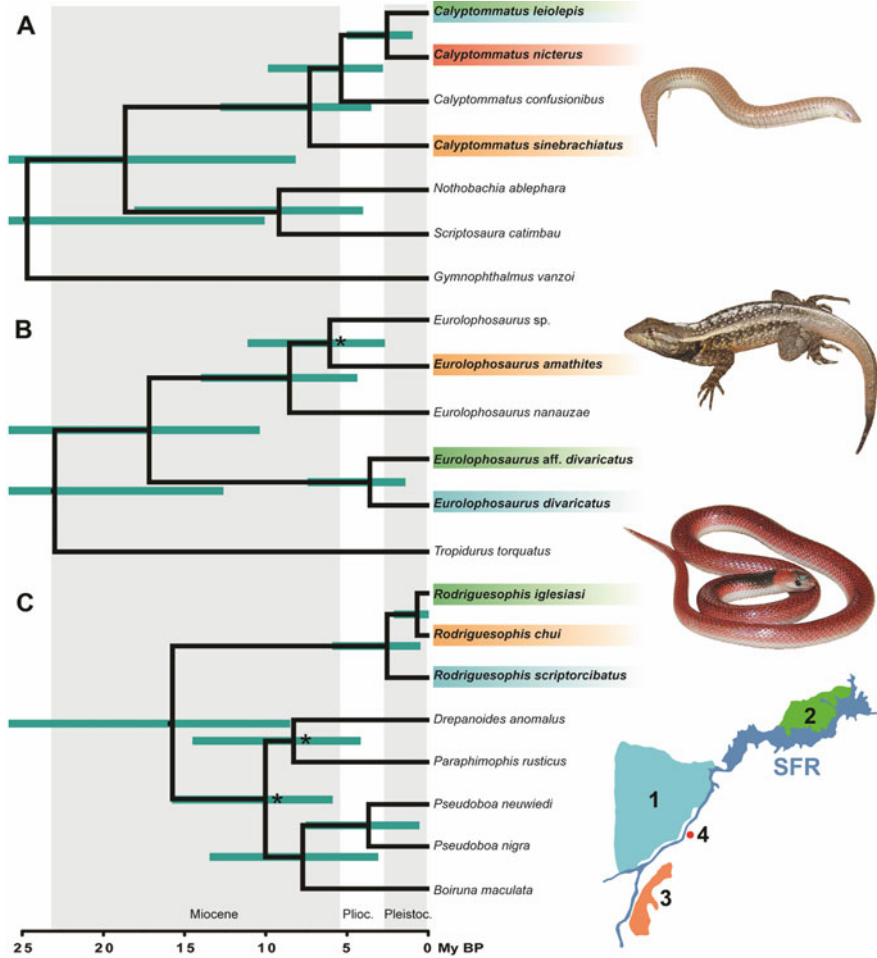 A
Calyptommatus leiolepis
Calyptommatus nicterus
Calyptommatus confusionibus
Calyptommatus sinebrachiatus
Nothobachia ablephara
Scriptosaura catimbau
Gymnophthalmus vanzoi
B
Eurolophosaurus sp.
*
Eurolophosaurus amathites
Eurolophosaurus nanauzae
Eurolophosaurus aff. divaricatus
Eurolophosaurus divaricatus
Tropidurus torquatus
C
Rodriguesophis iglesiasi
Rodriguesophis chui
Rodriguesophis scriptorcibatus
Drepanoides anomalus
*
Paraphimophis rusticus
*
Pseudoboa neuwiedi
Pseudoboa nigra
Boiruna maculata
2
SFR
1
4
3
Miocene Plioc. Pleistoc.
25 20 15 10 5 0 My BP